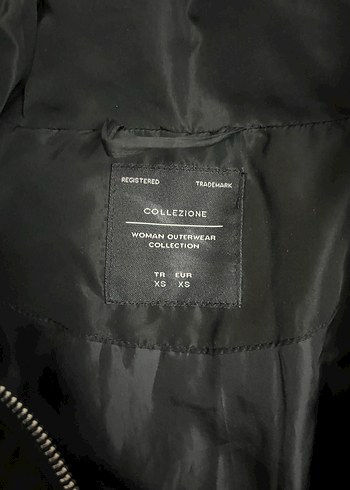 REGISTERED TRADEMARK
COLLEZIONE
WOMAN OUTERWEAR
COLLECTION
TR EUR
XS XS